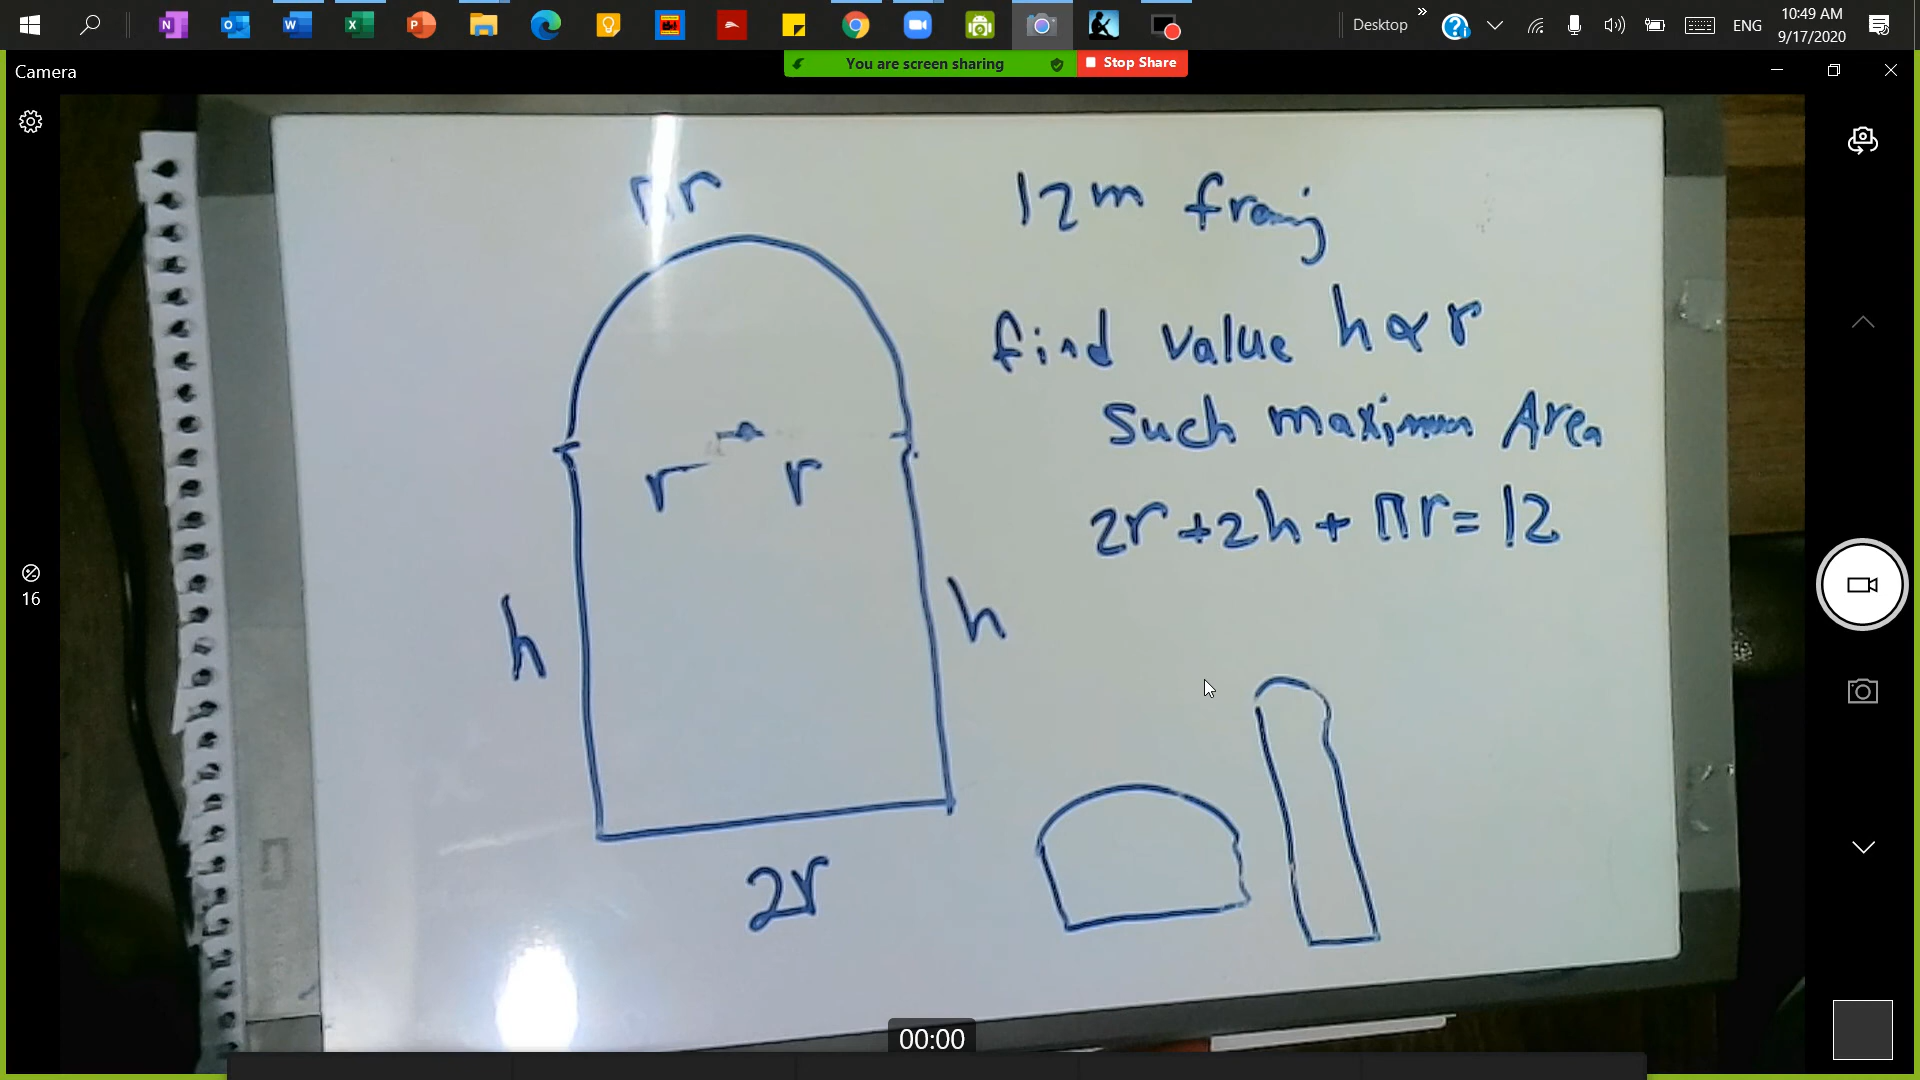 Desktop
»
ENG
10:49 AM
9/17/2020
You are screen sharing
Stop Share
Camera
πr
12m framing
find value h & r
such maximum Area
r r
2r + 2h + πr = 12
h h
16
2r
00:00